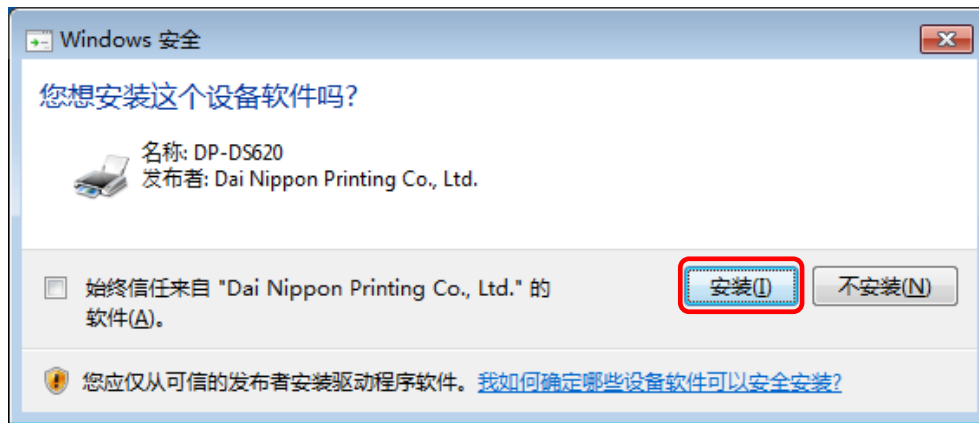 Windows 安全
您想安装这个设备软件吗?
名称: DP-DS620
发布者: Dai Nippon Printing Co., Ltd.
始终信任来自 "Dai Nippon Printing Co., Ltd." 的
软件(A)。
安装(I)
不安装(N)
您应仅从可信的发布者安装驱动程序软件。我如何确定哪些设备软件可以安全安装?